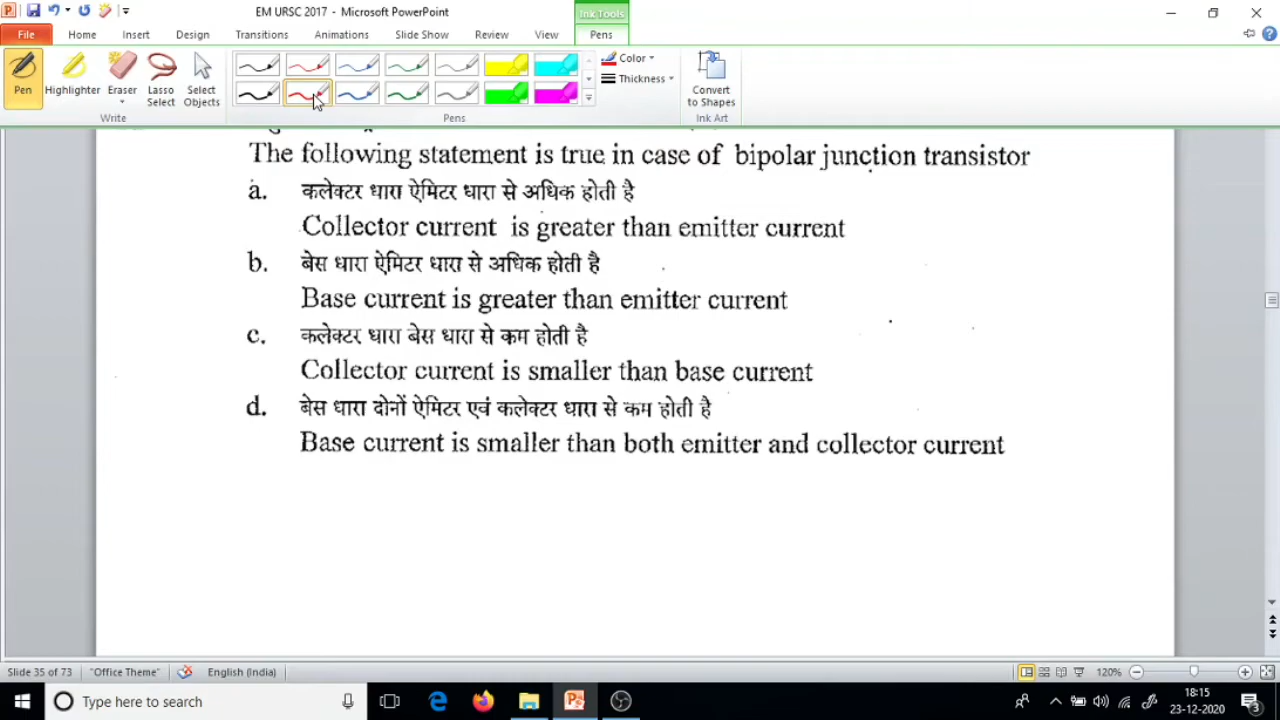 EM URSC 2017 - Microsoft PowerPoint
Ink Tools
File Home Insert Design Transitions Animations Slide Show Review View Pens
Pen Highlighter Eraser Lasso Select Select Objects
Color
Thickness
Convert to Shapes
Write Pens Ink Art
The following statement is true in case of bipolar junction transistor
a. कलेक्टर धारा ऐमिटर धारा से अधिक होती है
Collector current is greater than emitter current
b. बेस धारा ऐमिटर धारा से अधिक होती है
Base current is greater than emitter current
c. कलेक्टर धारा बेस धारा से कम होती है
Collector current is smaller than base current
d. बेस धारा दोनों ऐमिटर एवं कलेक्टर धारा से कम होती है
Base current is smaller than both emitter and collector current
Slide 35 of 73 "Office Theme" English (India) 120%
Type here to search
18:15
23-12-2020
3